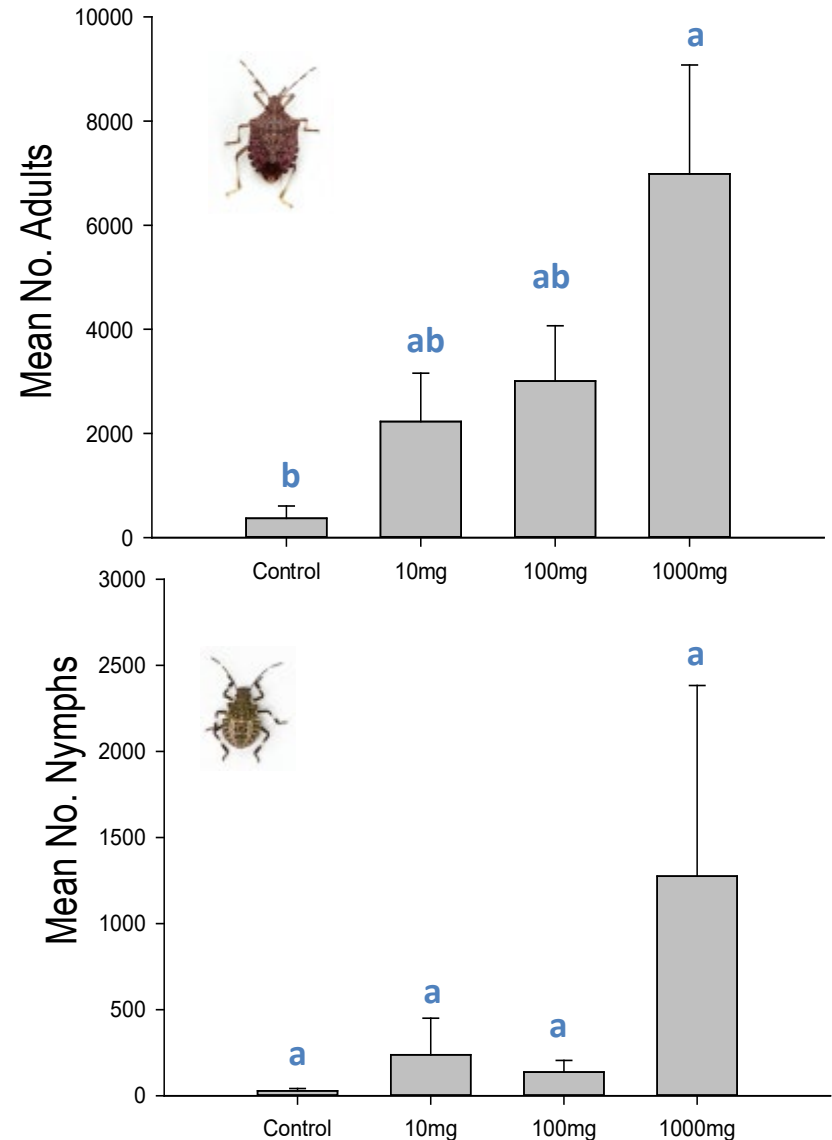 Mean No. Adults
10000
8000
6000
4000
2000
0
b
ab
ab
a
Control 10mg 100mg 1000mg
Mean No. Nymphs
3000
2500
2000
1500
1000
500
0
a
a
a
a
Control 10mg 100mg 1000mg